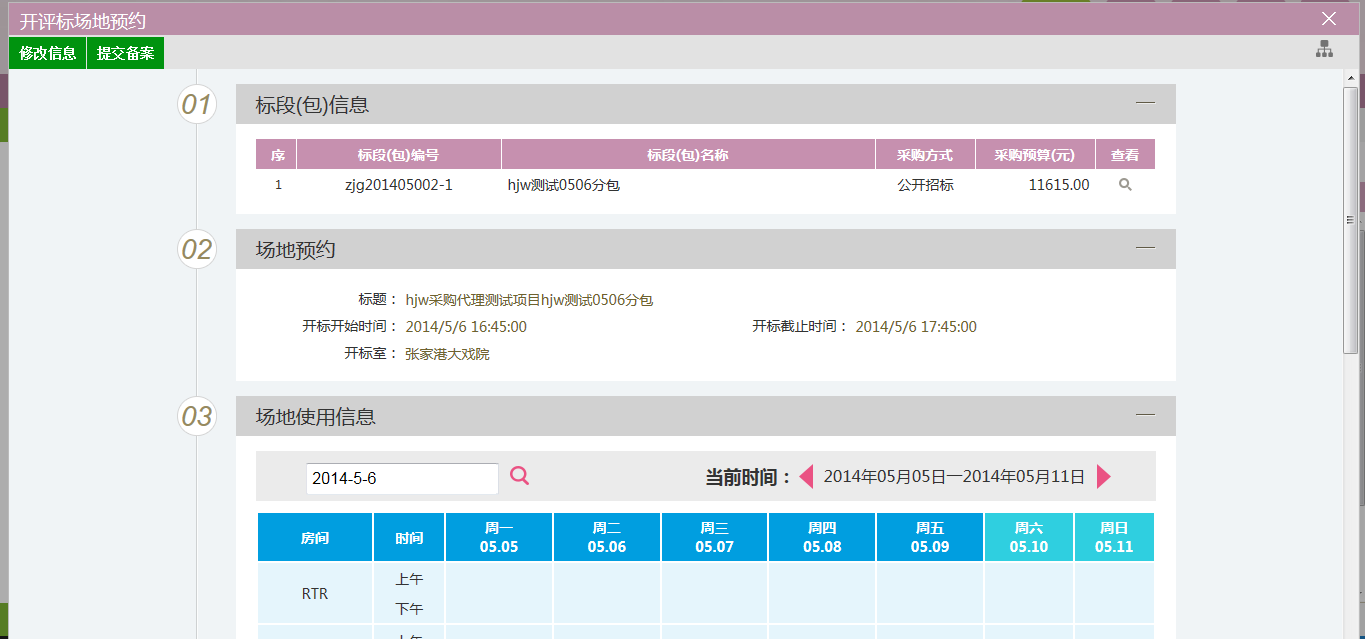 开评标场地预约
修改信息 提交备案
01 标段(包)信息
序 标段(包)编号 标段(包)名称 采购方式 采购预算(元) 查看
1 zjg201405002-1 hjw测试0506分包 公开招标 11615.00
02 场地预约
标题： hjw采购代理测试项目hjw测试0506分包
开标开始时间： 2014/5/6 16:45:00 开标截止时间： 2014/5/6 17:45:00
开标室： 张家港大戏院
03 场地使用信息
2014-5-6 当前时间： 2014年05月05日—2014年05月11日
房间 时间 周一 周二 周三 周四 周五 周六 周日
05.05 05.06 05.07 05.08 05.09 05.10 05.11
RTR 上午
下午
上午